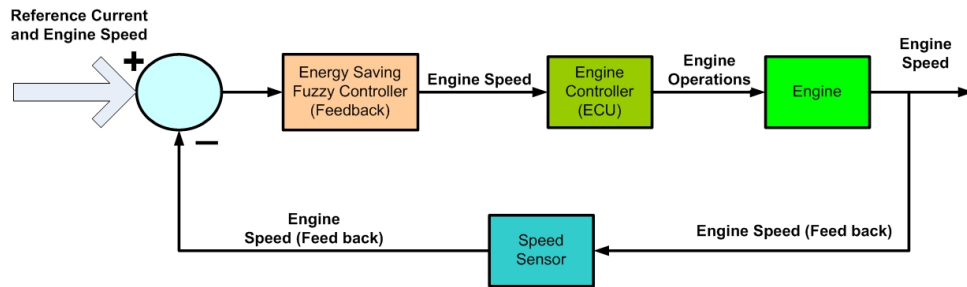 Reference Current
and Engine Speed
+
Energy Saving
Fuzzy Controller
(Feedback)
Engine Speed
Engine
Controller
(ECU)
Engine
Operations
Engine
Engine
Speed
−
Engine
Speed (Feed back)
Speed
Sensor
Engine Speed (Feed back)